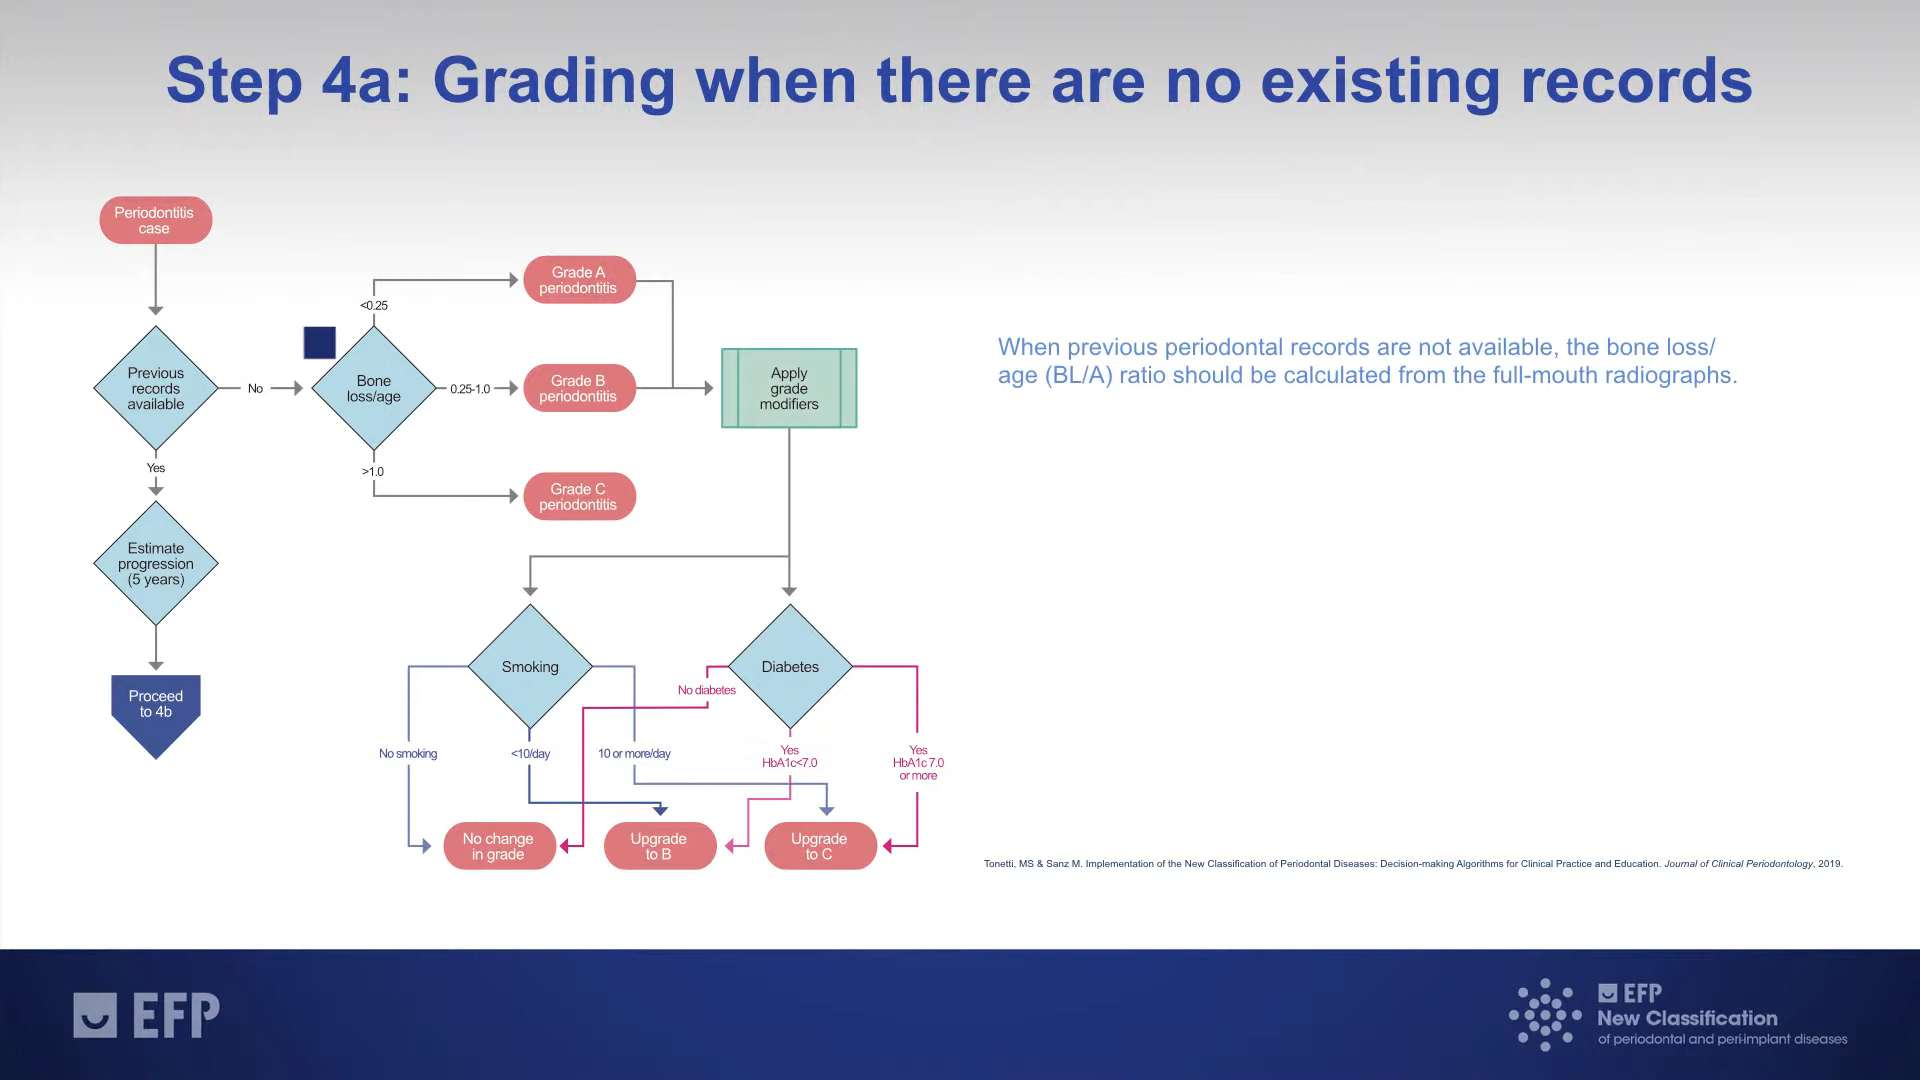 Step 4a: Grading when there are no existing records
Periodontitis
case
Previous
records
available
No
Yes
Estimate
progression
(5 years)
Proceed
to 4b
Bone
loss/age
<0.25
0.25-1.0
>1.0
Grade A
periodontitis
Grade B
periodontitis
Grade C
periodontitis
Apply
grade
modifiers
Smoking
Diabetes
No diabetes
No smoking
<10/day
10 or more/day
Yes
HbA1c<7.0
Yes
HbA1c 7.0
or more
No change
in grade
Upgrade
to B
Upgrade
to C
When previous periodontal records are not available, the bone loss/
age (BL/A) ratio should be calculated from the full-mouth radiographs.
Tonetti, MS & Sanz M. Implementation of the New Classification of Periodontal Diseases: Decision-making Algorithms for Clinical Practice and Education. Journal of Clinical Periodontology, 2019.
EFP
EFP
New Classification
of periodontal and peri-implant diseases